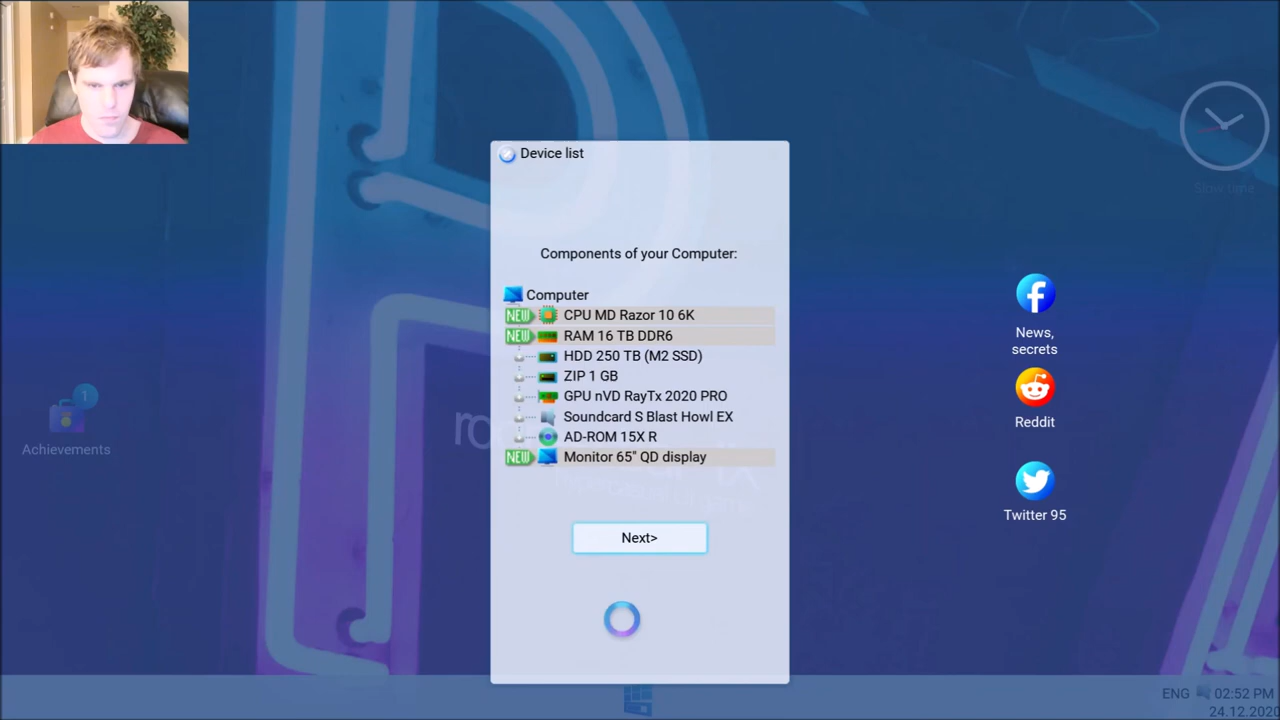 Device list
Slow time
Components of your Computer:
Computer
NEW CPU MD Razor 10 6K
NEW RAM 16 TB DDR6
HDD 250 TB (M2 SSD)
ZIP 1 GB
GPU nVD RayTx 2020 PRO
Soundcard S Blast Howl EX
AD-ROM 15X R
NEW Monitor 65" QD display
Next>
1
Achievements
News,
secrets
Reddit
Twitter 95
ENG 02:52 PM
24.12.2020